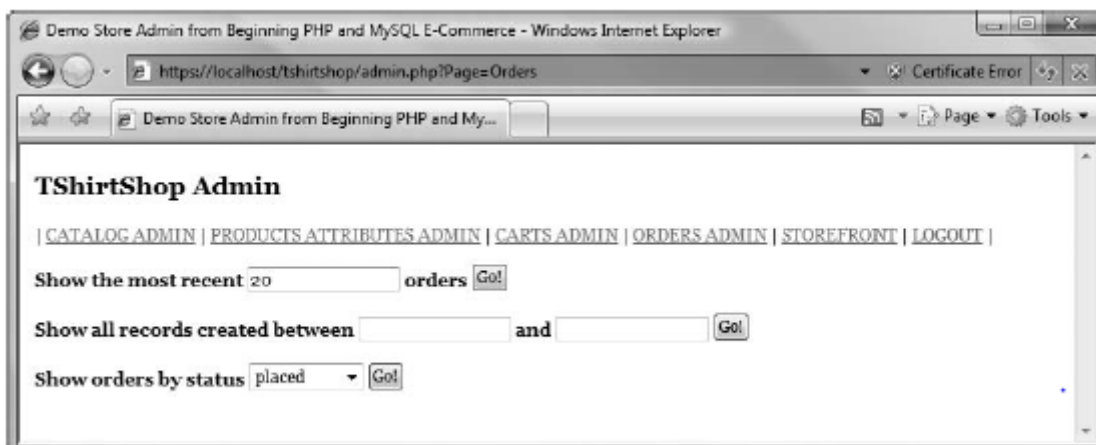 Demo Store Admin from Beginning PHP and MySQL E-Commerce - Windows Internet Explorer
https://localhost/tshirtshop/admin.php?Page=Orders Certificate Error
Demo Store Admin from Beginning PHP and My... Page Tools
TShirtShop Admin
| CATALOG ADMIN | PRODUCTS ATTRIBUTES ADMIN | CARTS ADMIN | ORDERS ADMIN | STOREFRONT | LOGOUT |
Show the most recent 20 orders Go!
Show all records created between and Go!
Show orders by status placed Go!